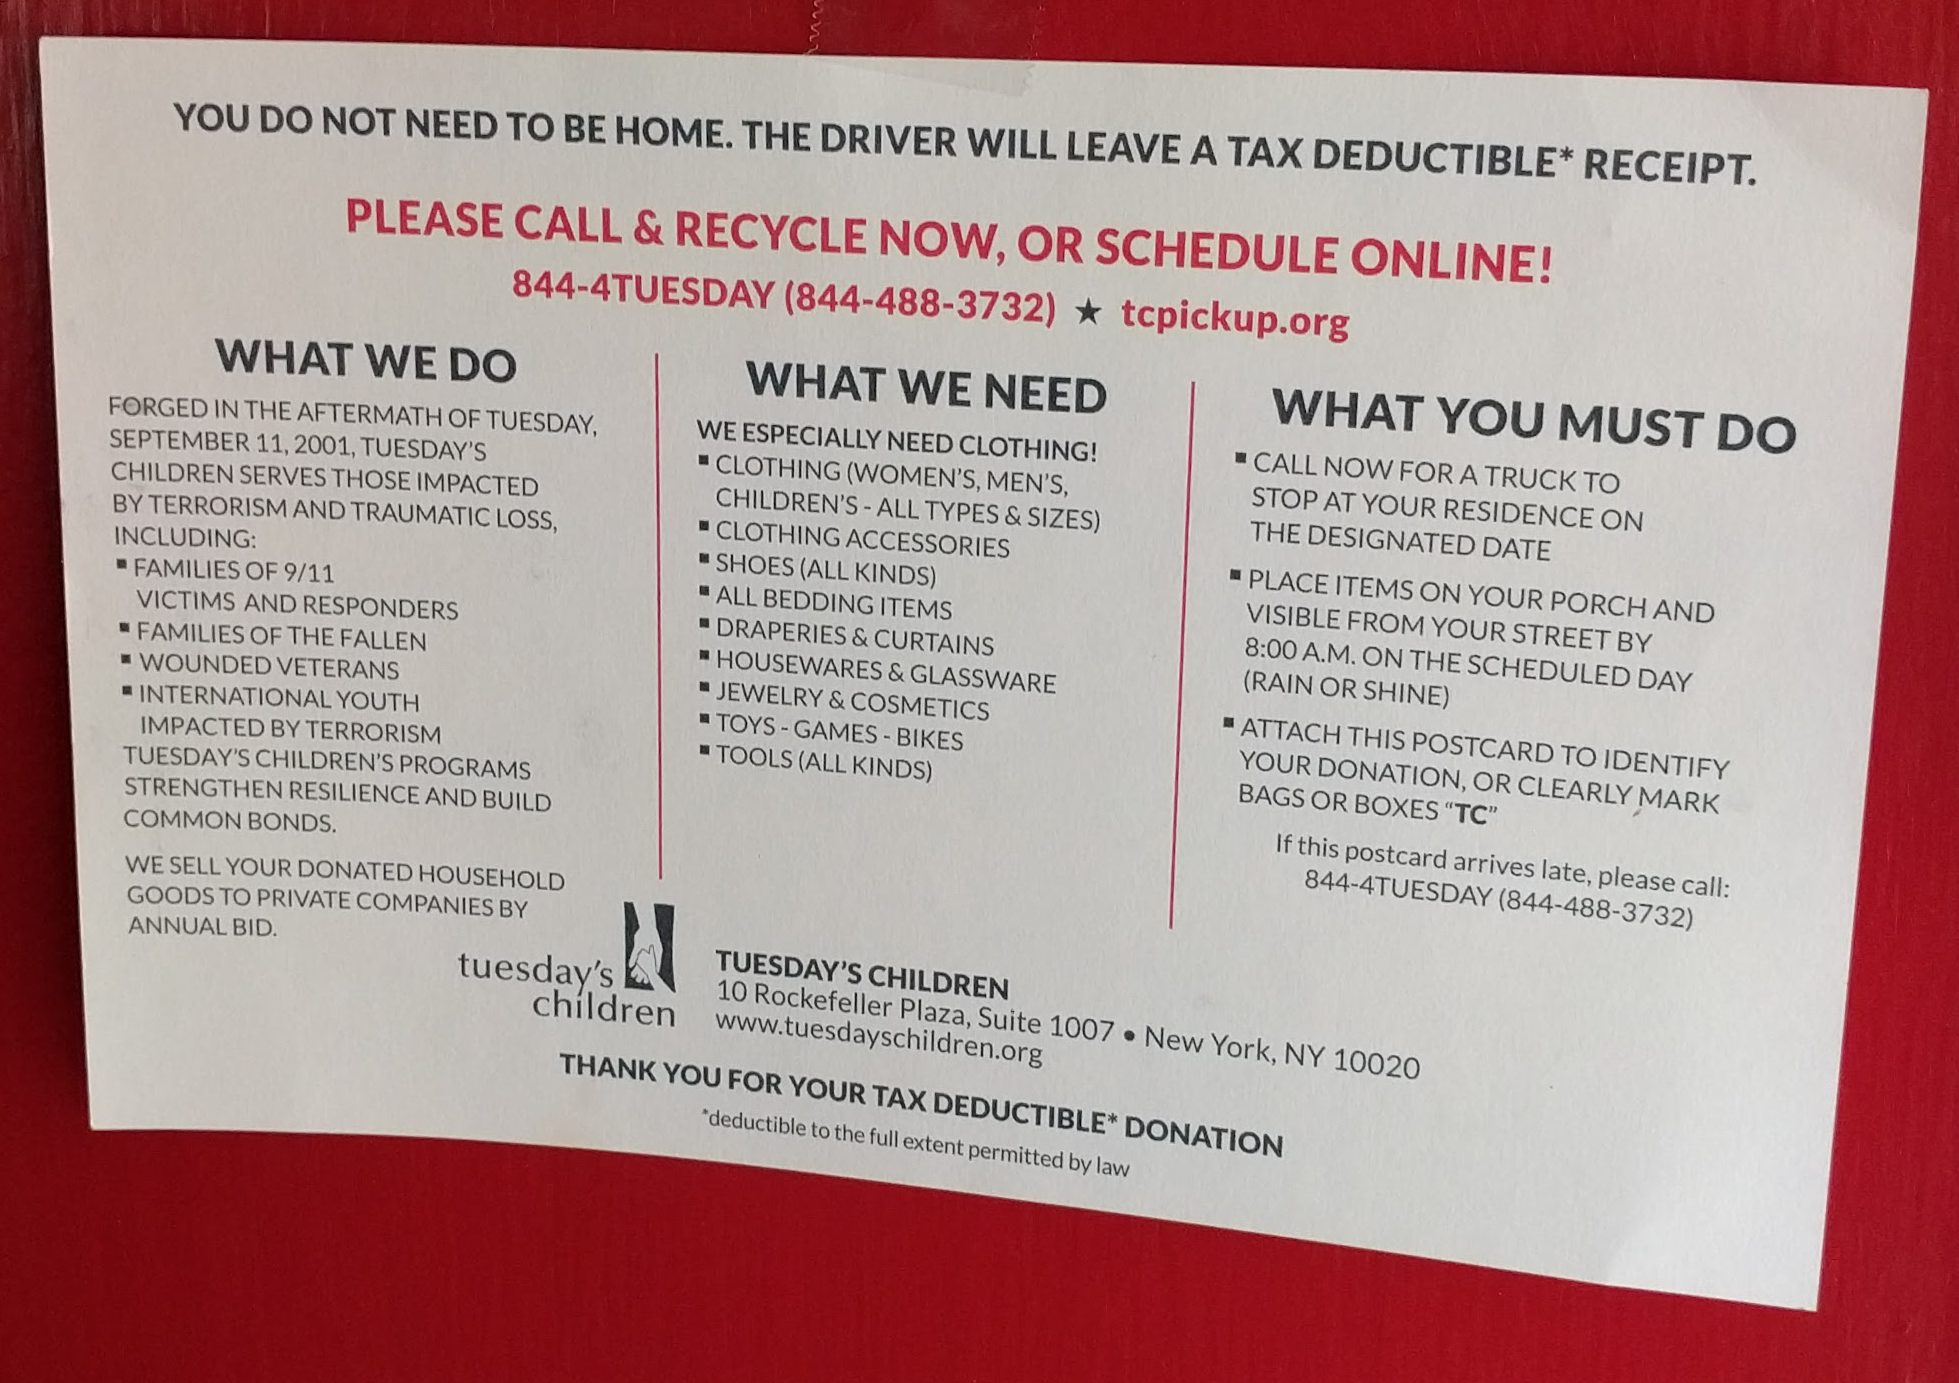 YOU DO NOT NEED TO BE HOME. THE DRIVER WILL LEAVE A TAX DEDUCTIBLE* RECEIPT.
PLEASE CALL & RECYCLE NOW, OR SCHEDULE ONLINE!
844-4TUESDAY (844-488-3732) ★ tcpickup.org
WHAT WE DO
FORGED IN THE AFTERMATH OF TUESDAY,
SEPTEMBER 11, 2001, TUESDAY'S
CHILDREN SERVES THOSE IMPACTED
BY TERRORISM AND TRAUMATIC LOSS,
INCLUDING:
▪ FAMILIES OF 9/11
VICTIMS AND RESPONDERS
▪ FAMILIES OF THE FALLEN
▪ WOUNDED VETERANS
▪ INTERNATIONAL YOUTH
IMPACTED BY TERRORISM
TUESDAY'S CHILDREN'S PROGRAMS
STRENGTHEN RESILIENCE AND BUILD
COMMON BONDS.
WE SELL YOUR DONATED HOUSEHOLD
GOODS TO PRIVATE COMPANIES BY
ANNUAL BID.
WHAT WE NEED
WE ESPECIALLY NEED CLOTHING!
▪ CLOTHING (WOMEN'S, MEN'S,
CHILDREN'S - ALL TYPES & SIZES)
▪ CLOTHING ACCESSORIES
▪ SHOES (ALL KINDS)
▪ ALL BEDDING ITEMS
▪ DRAPERIES & CURTAINS
▪ HOUSEWARES & GLASSWARE
▪ JEWELRY & COSMETICS
▪ TOYS - GAMES - BIKES
▪ TOOLS (ALL KINDS)
WHAT YOU MUST DO
▪ CALL NOW FOR A TRUCK TO
STOP AT YOUR RESIDENCE ON
THE DESIGNATED DATE
▪ PLACE ITEMS ON YOUR PORCH AND
VISIBLE FROM YOUR STREET BY
8:00 A.M. ON THE SCHEDULED DAY
(RAIN OR SHINE)
▪ ATTACH THIS POSTCARD TO IDENTIFY
YOUR DONATION, OR CLEARLY MARK
BAGS OR BOXES "TC"
If this postcard arrives late, please call:
844-4TUESDAY (844-488-3732)
tuesday's
children
TUESDAY'S CHILDREN
10 Rockefeller Plaza, Suite 1007 • New York, NY 10020
www.tuesdayschildren.org
THANK YOU FOR YOUR TAX DEDUCTIBLE* DONATION
*deductible to the full extent permitted by law